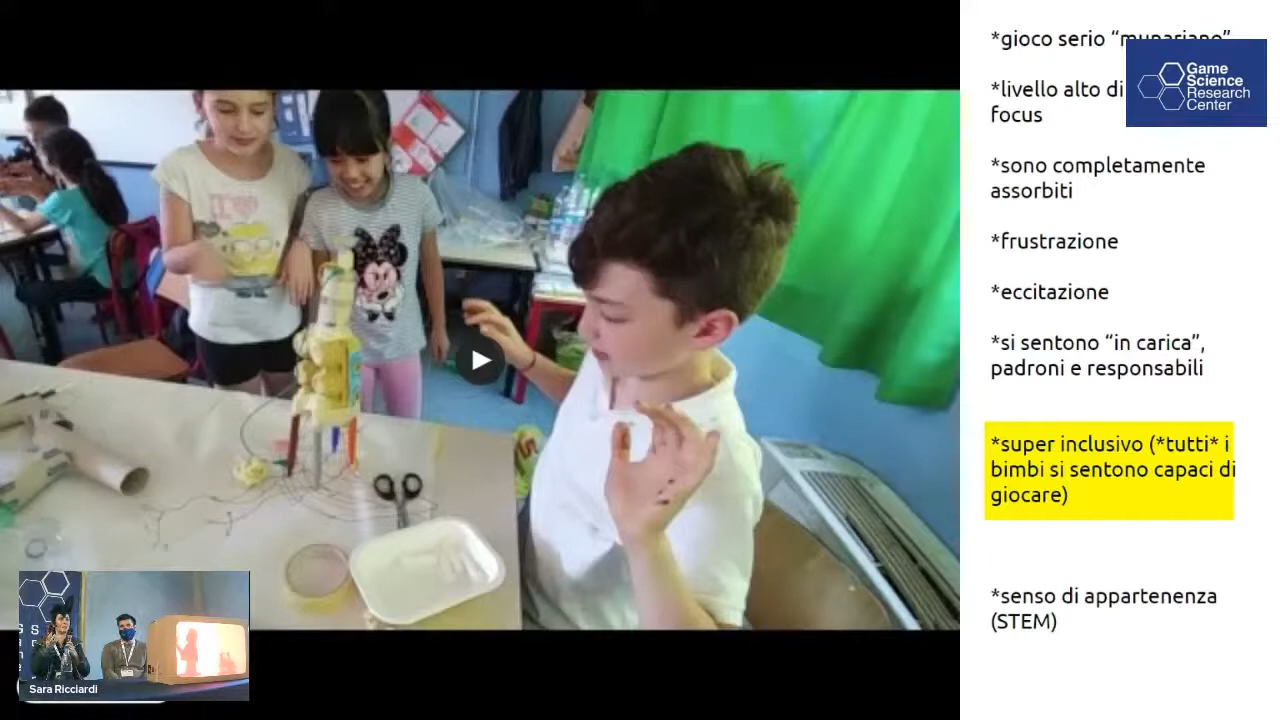 *gioco serio “munariano”
*livello alto di
focus
Game
Science
Research
Center
*sono completamente
assorbiti
*frustrazione
*eccitazione
*si sentono “in carica”,
padroni e responsabili
*super inclusivo (*tutti* i
bimbi si sentono capaci di
giocare)
*senso di appartenenza
(STEM)
Sara Ricciardi